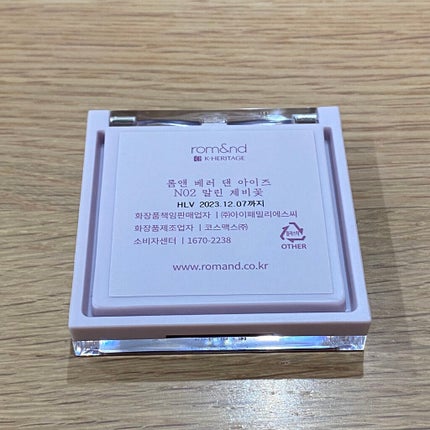 rom&nd
K-HERITAGE
롬앤 베러 댄 아이즈
N02 말린 제비꽃
HLV 2023.12.07까지
화장품책임판매업자 | ㈜아이패밀리에스씨
화장품제조업자 | 코스맥스㈜
소비자센터 | 1670-2238
OTHER
www.romand.co.kr